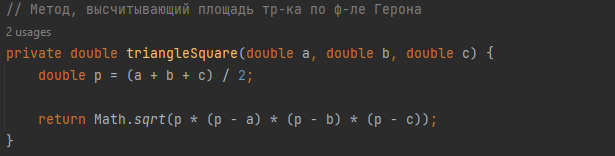 // Метод, высчитывающий площадь тр-ка по ф-ле Герона
2 usages
private double triangleSquare(double a, double b, double c) {
    double p = (a + b + c) / 2;

    return Math.sqrt(p * (p - a) * (p - b) * (p - c));
}